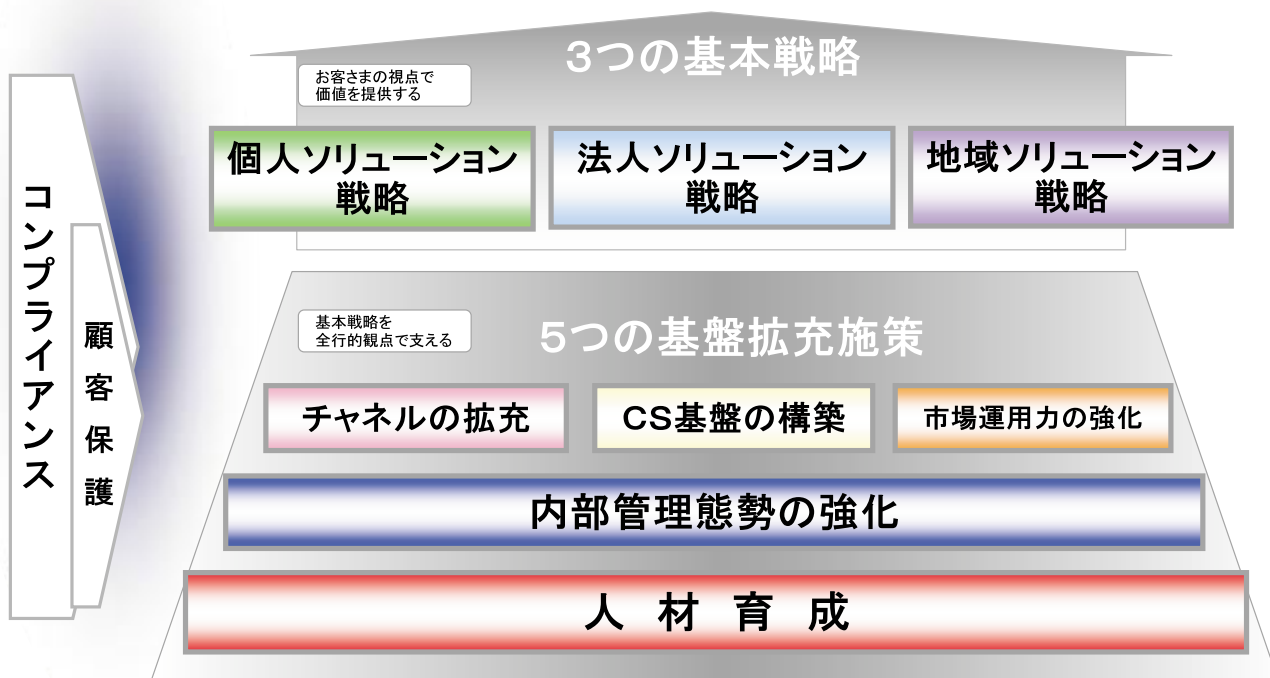 3つの基本戦略
お客さまの視点で
価値を提供する
個人ソリューション
戦略
法人ソリューション
戦略
地域ソリューション
戦略
コンプライアンス
顧客保護
基本戦略を
全行的観点で支える
5つの基盤拡充施策
チャネルの拡充
CS基盤の構築
市場運用力の強化
内部管理態勢の強化
人材育成